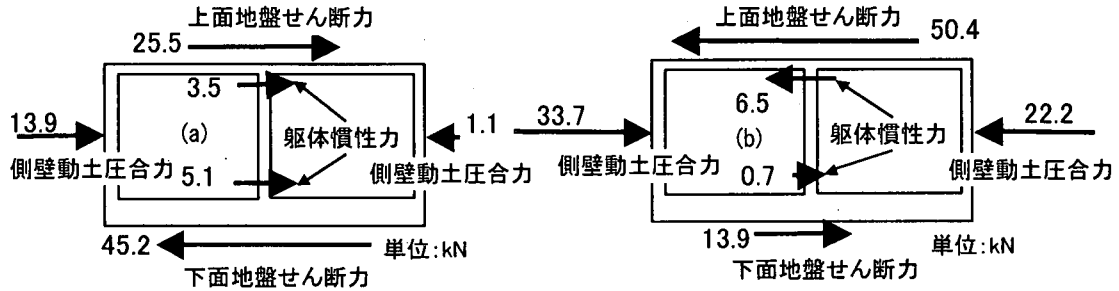 上面地盤せん断力
25.5
3.5
13.9
(a)
躯体慣性力
1.1
側壁動土圧合力
側壁動土圧合力
5.1
45.2
単位:kN
下面地盤せん断力
上面地盤せん断力
50.4
6.5
33.7
(b)
躯体慣性力
22.2
側壁動土圧合力
側壁動土圧合力
0.7
13.9
単位:kN
下面地盤せん断力